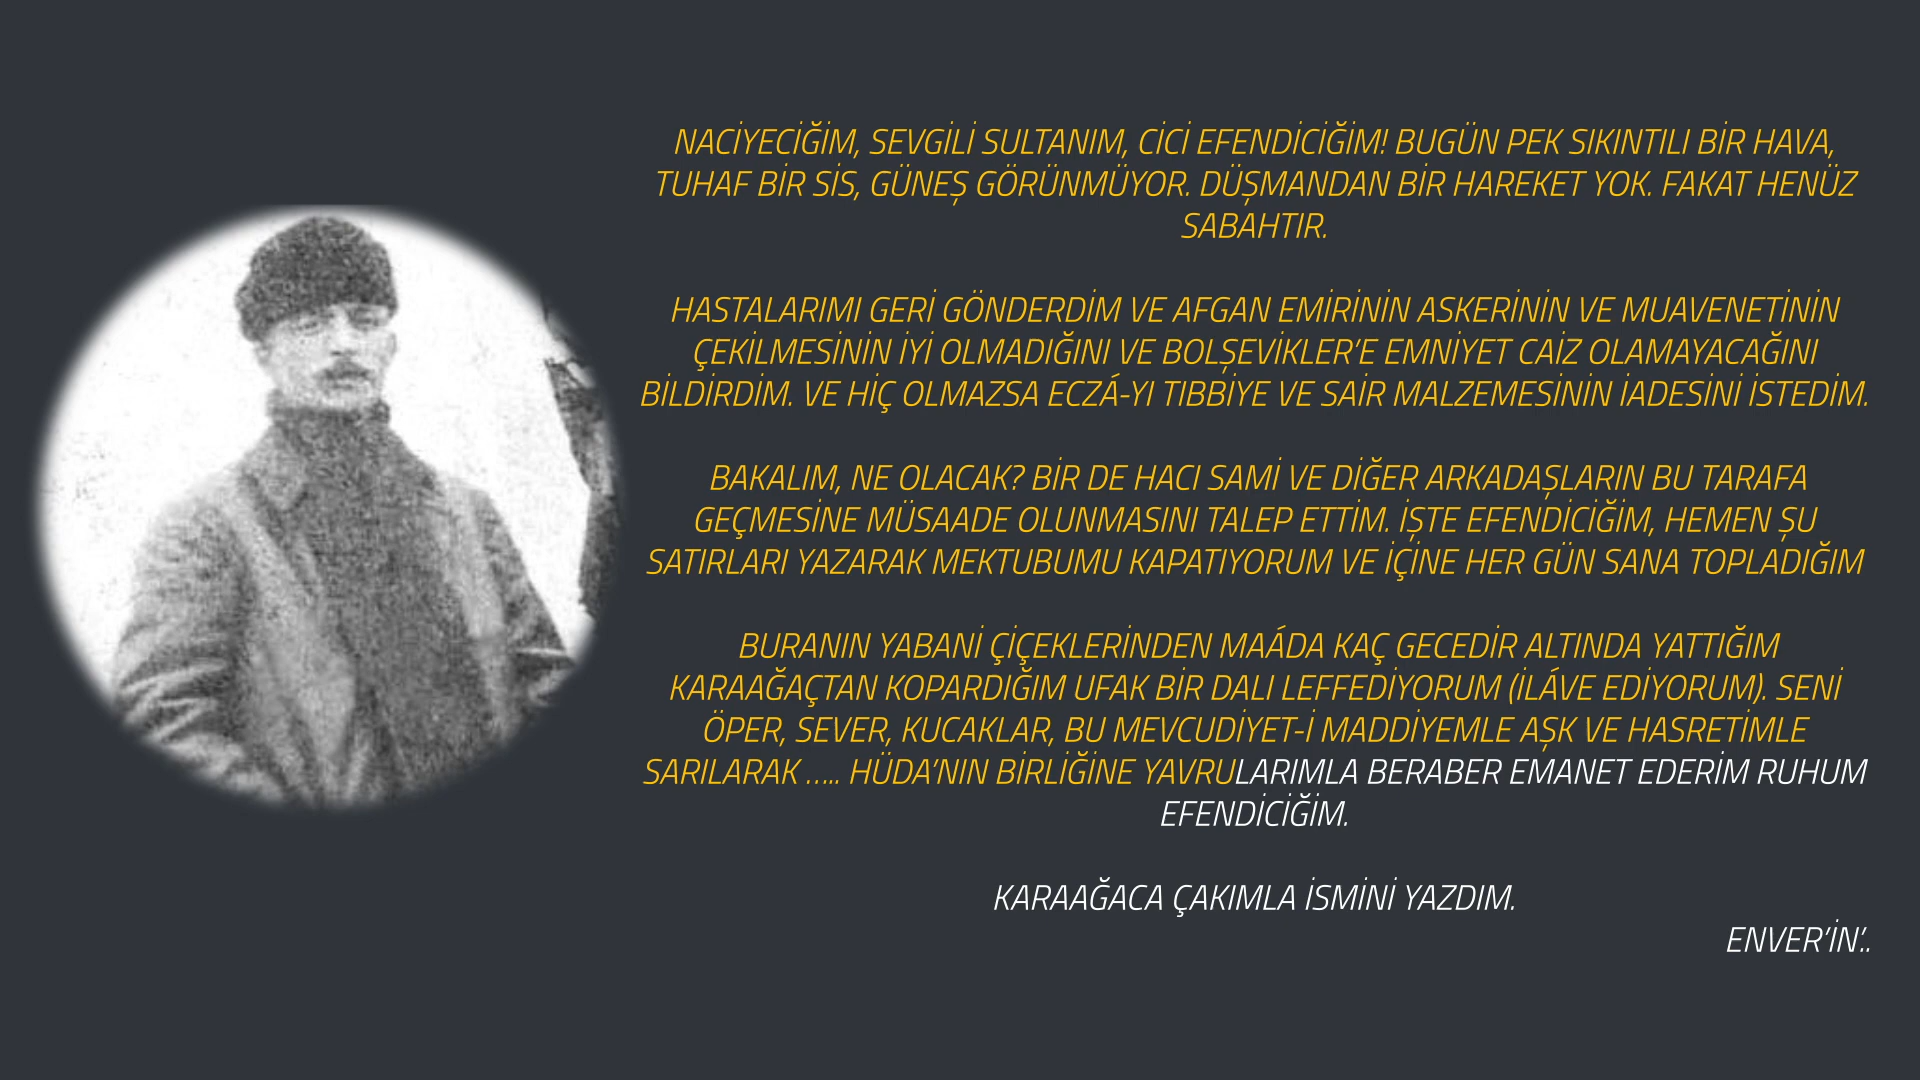 NACİYECİĞİM, SEVGİLİ SULTANIM, CİCİ EFENDİCİĞİM! BUGÜN PEK SIKINTILI BİR HAVA,
TUHAF BİR SİS, GÜNEŞ GÖRÜNMÜYOR. DÜŞMANDAN BİR HAREKET YOK. FAKAT HENÜZ
SABAHTIR.
HASTALARIMI GERİ GÖNDERDİM VE AFGAN EMİRİNİN ASKERİNİN VE MUAVENETİNİN
ÇEKİLMESİNİN İYİ OLMADIĞINI VE BOLŞEVİKLER’E EMNİYET CAİZ OLAMAYACAĞINI
BİLDİRDİM. VE HİÇ OLMAZSA ECZÁ-YI TIBBİYE VE SAİR MALZEMESİNİN İADESİNİ İSTEDİM.
BAKALIM, NE OLACAK? BİR DE HACI SAMİ VE DİĞER ARKADAŞLARIN BU TARAFA
GEÇMESİNE MÜSAADE OLUNMASINI TALEP ETTİM. İŞTE EFENDİCİĞİM, HEMEN ŞU
SATIRLARI YAZARAK MEKTUBUMU KAPATIYORUM VE İÇİNE HER GÜN SANA TOPLADIĞIM
BURANIN YABANİ ÇİÇEKLERİNDEN MAÁDA KAÇ GECEDİR ALTINDA YATTIĞIM
KARAAĞAÇTAN KOPARDIĞIM UFAK BİR DALI LEFFEDİYORUM (İLÁVE EDİYORUM). SENİ
ÖPER, SEVER, KUCAKLAR, BU MEVCUDİYET-İ MADDİYEMLE AŞK VE HASRETİMLE
SARILARAK ….. HÜDA’NIN BİRLİĞİNE YAVRULARIMLA BERABER EMANET EDERİM RUHUM
EFENDİCİĞİM.
KARAAĞACA ÇAKIMLA İSMİNİ YAZDIM.
ENVER’İN’..